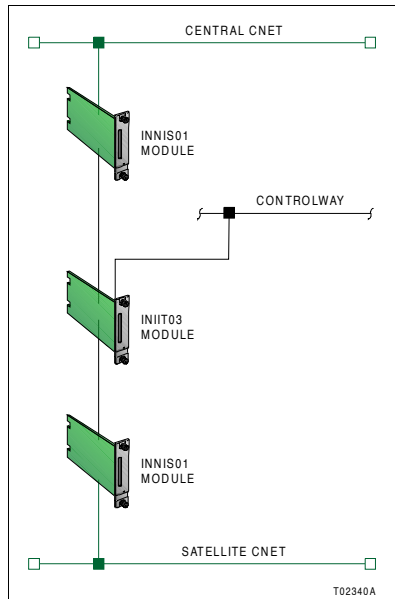 CENTRAL CNET
INNIS01
MODULE
CONTROLWAY
INIIT03
MODULE
INNIS01
MODULE
SATELLITE CNET
T02340A